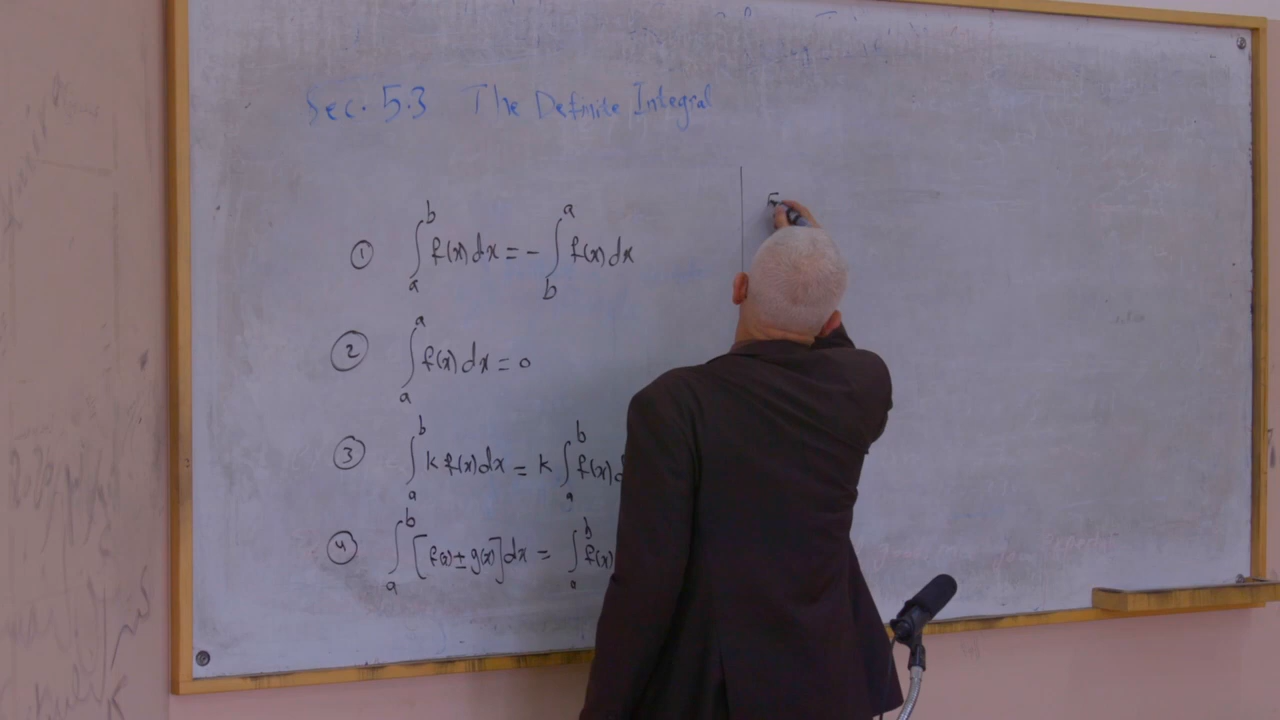 Sec. 5.3 The Definite Integral
① ∫_a^b f(x) dx = - ∫_b^a f(x) dx
② ∫_a^a f(x) dx = 0
③ ∫_a^b k f(x) dx = k ∫_a^b f(x) d
④ ∫_a^b [f(x) ± g(x)] dx = ∫_a^b f(x)
5